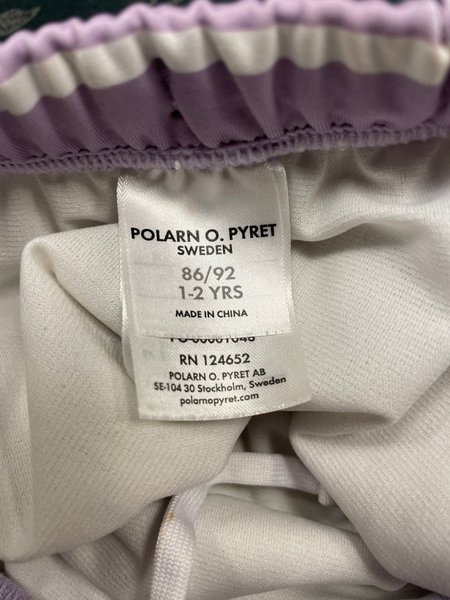 POLARN O. PYRET
SWEDEN
86/92
1-2 YRS
MADE IN CHINA
RN 124652
POLARN O. PYRET AB
SE-104 30 Stockholm, Sweden
polarnopyret.com